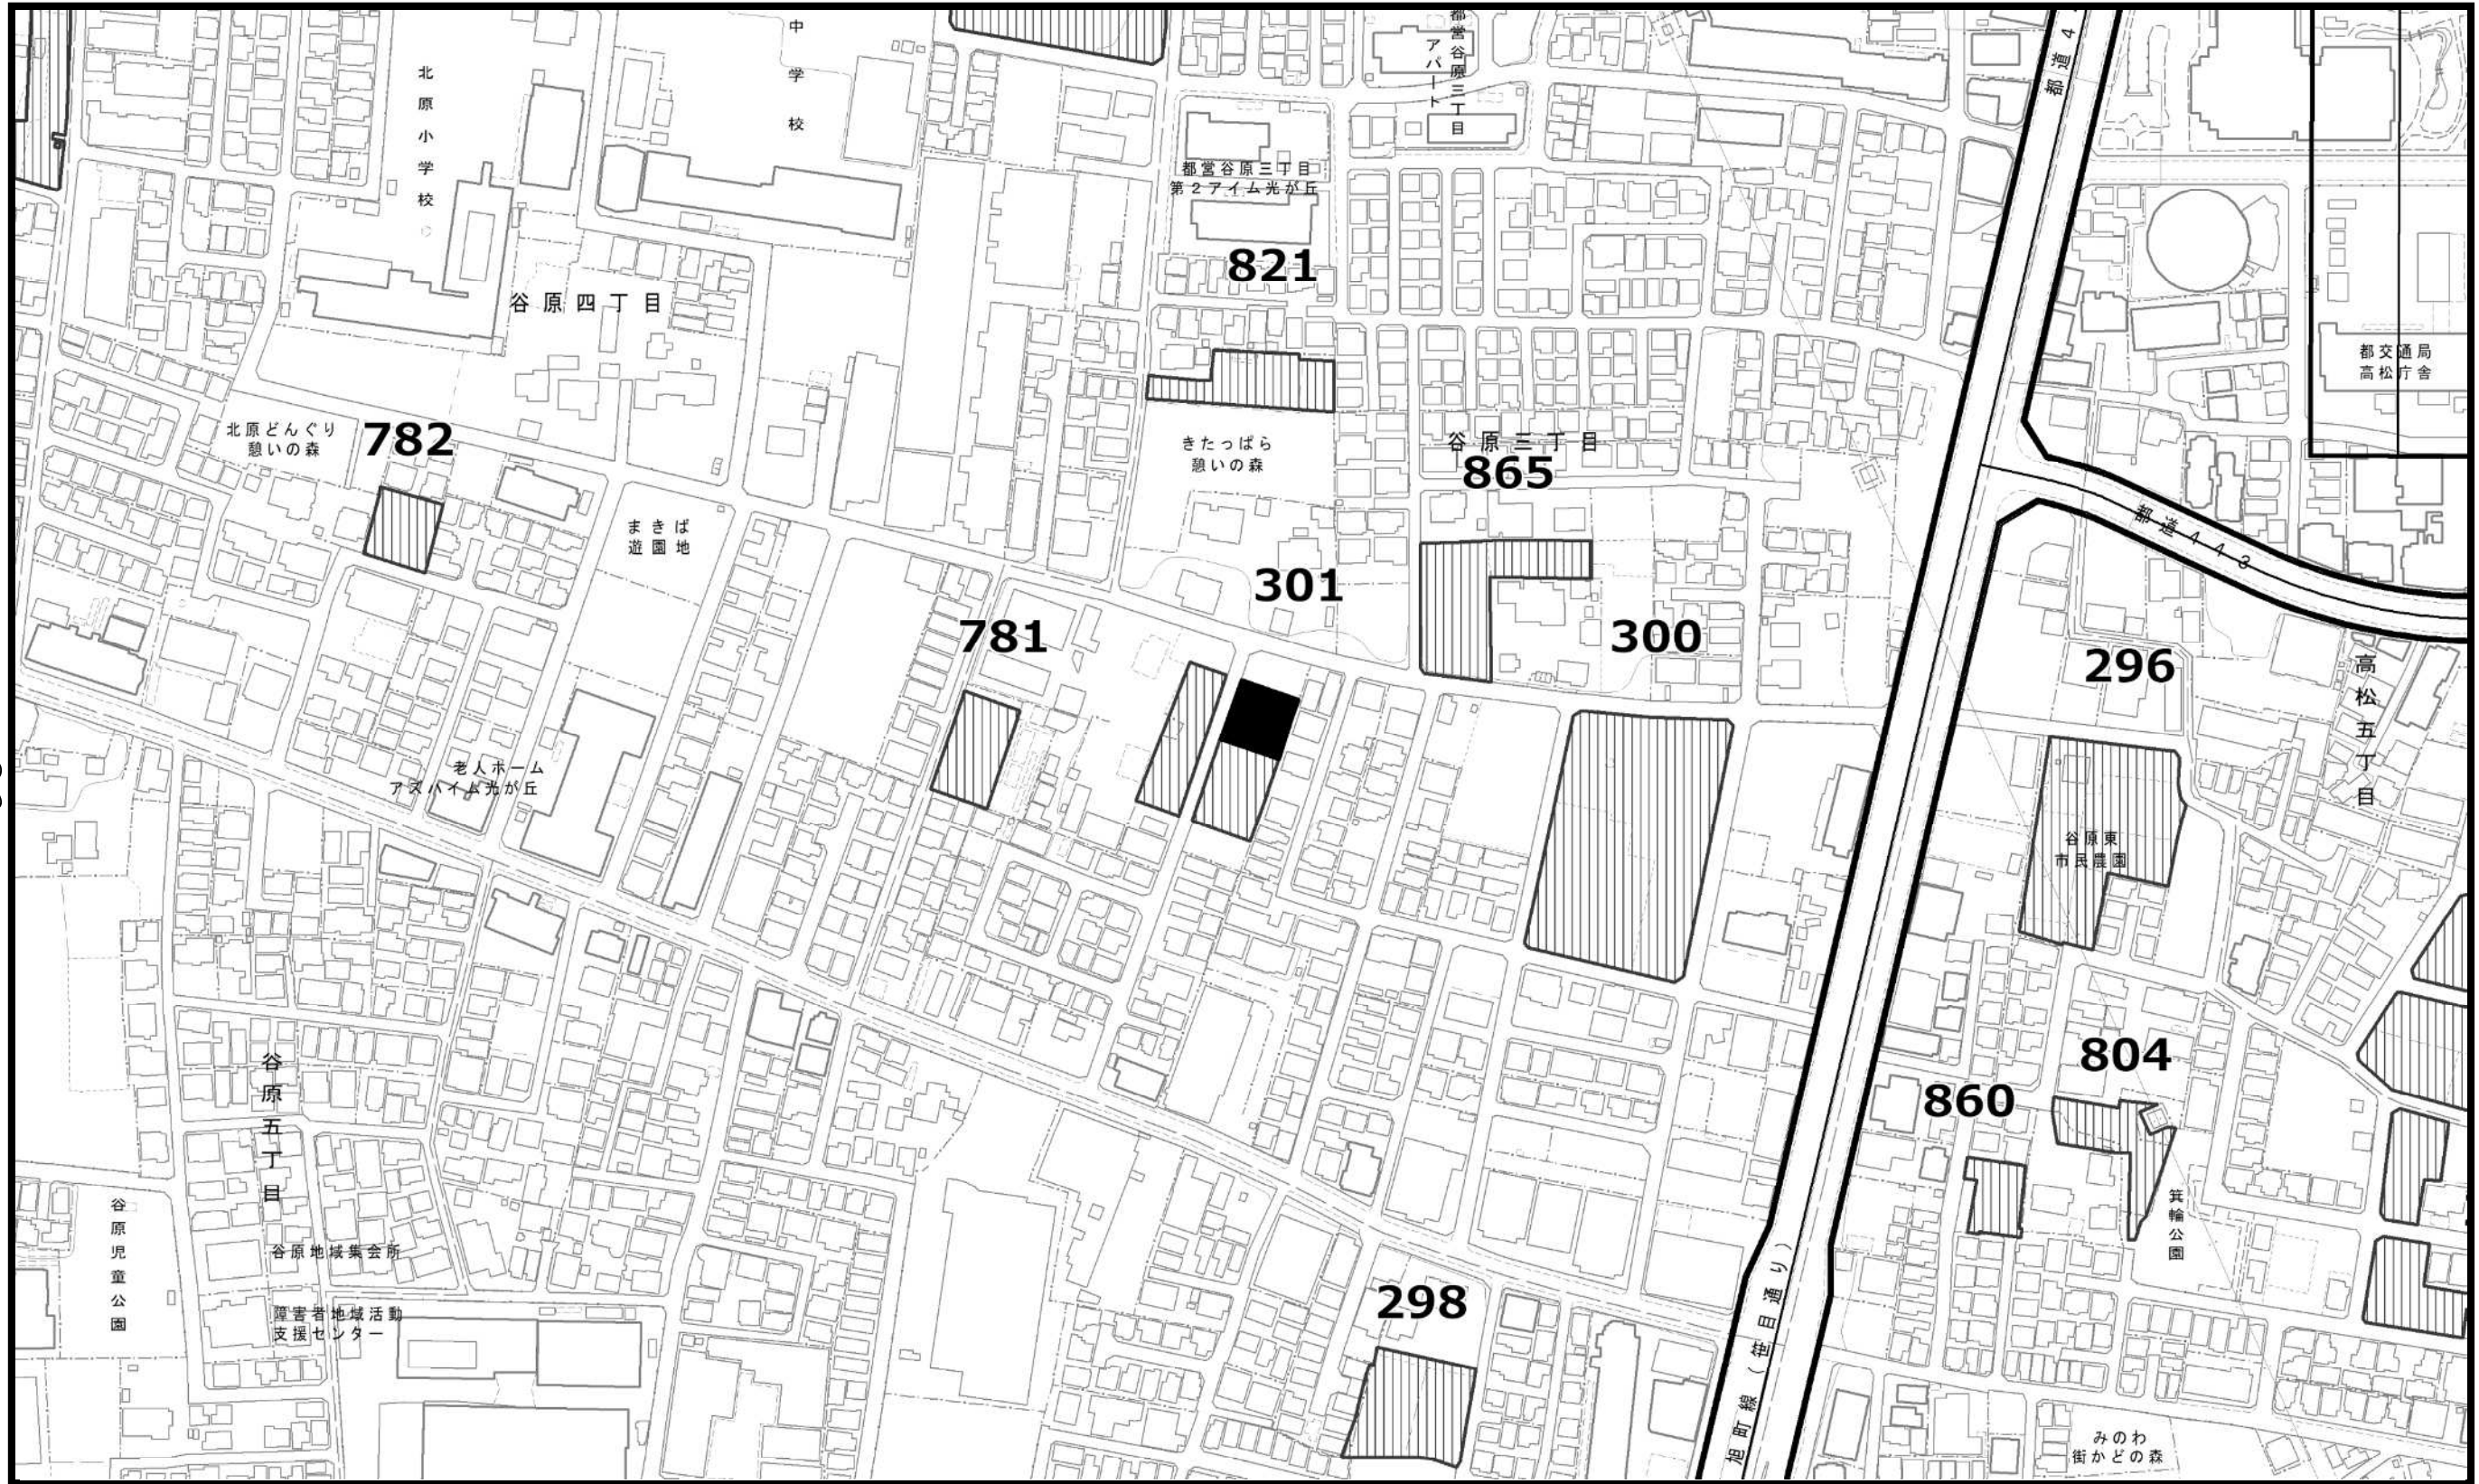 中学校
北原小学校
都営谷原三丁目
アパート
都道4
都営谷原三丁目
第2アイム光が丘
821
谷原四丁目
都交通局
高松庁舎
北原どんぐり
憩いの森
782
きたっぱら
憩いの森
谷原三丁目
865
まきば
遊園地
都道443
301
781
300
296
高松五丁目
老人ホーム
アズハイム光が丘
谷原東
市民農園
804
860
谷原五丁目
谷原児童公園
箕輪公園
谷原地域集会所
障害者地域活動
支援センター
298
旭町線(笹目通り)
みのわ
街かどの森